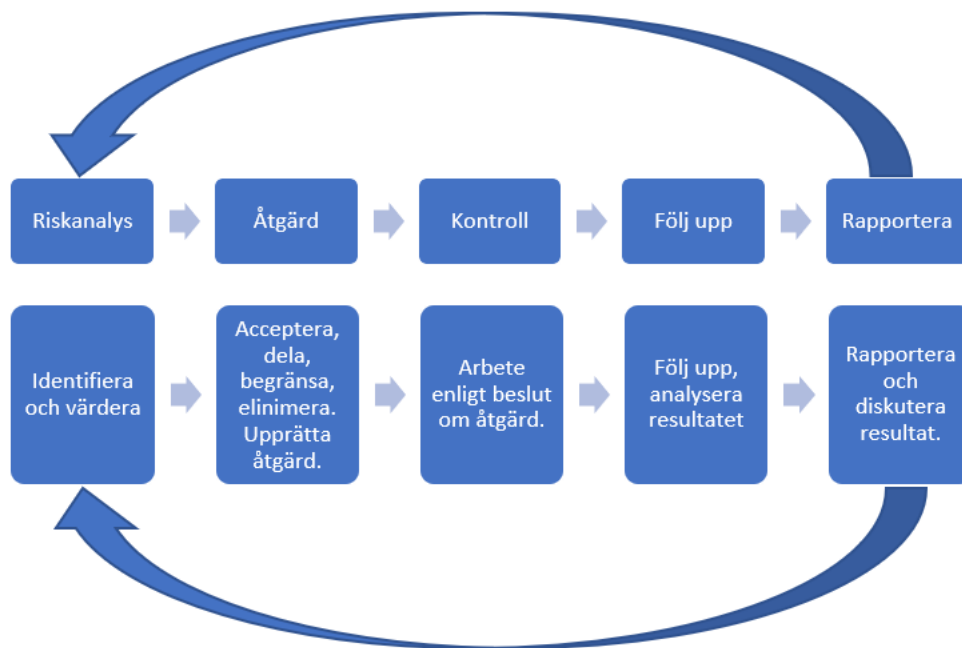 Riskanalys
Åtgärd
Kontroll
Följ upp
Rapportera
Identifiera
och värdera
Acceptera,
dela,
begränsa,
elinimera.
Upprätta
åtgärd.
Arbete
enligt beslut
om åtgärd.
Följ upp,
analysera
resultatet
Rapportera
och
diskutera
resultat.